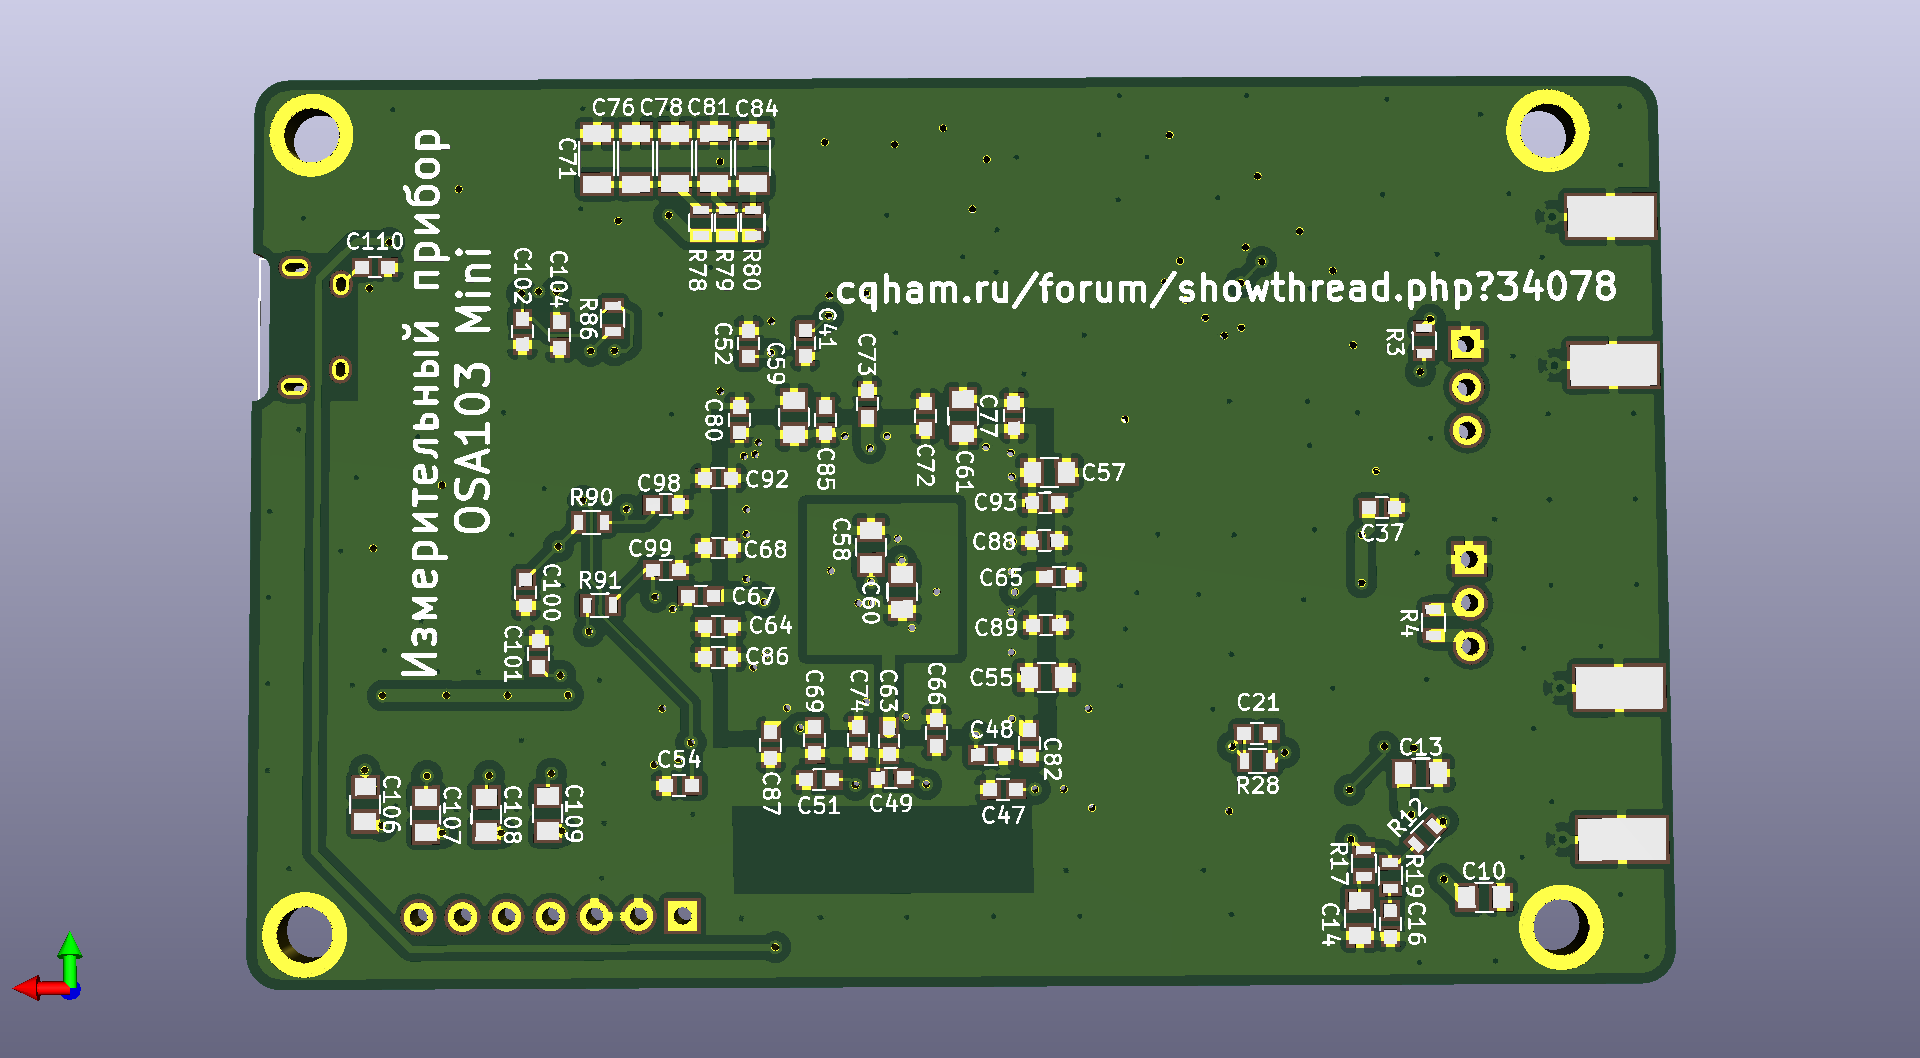 C76 C78 C81 C84
C71
R78 R79 R80
C110
C102 C104 R86
Измерительный прибор
OSA103 Mini
cqham.ru/forum/showthread.php?34078
C52 C59 C41 C73
R3
C80 C85 C72 C61 C77
C57
C92
C98
R90
C93
C37
C58
C88
C68
C99
C65
R91
C100
C67
C60
C64
C89
R4
C86
C101
C55
C69 C74 C63 C66
C21
C48
C82
C54
C13
R28
C87
C51
C49
C47
C106 C107 C108 C109
R12
R17
R19
C10
C14
C16